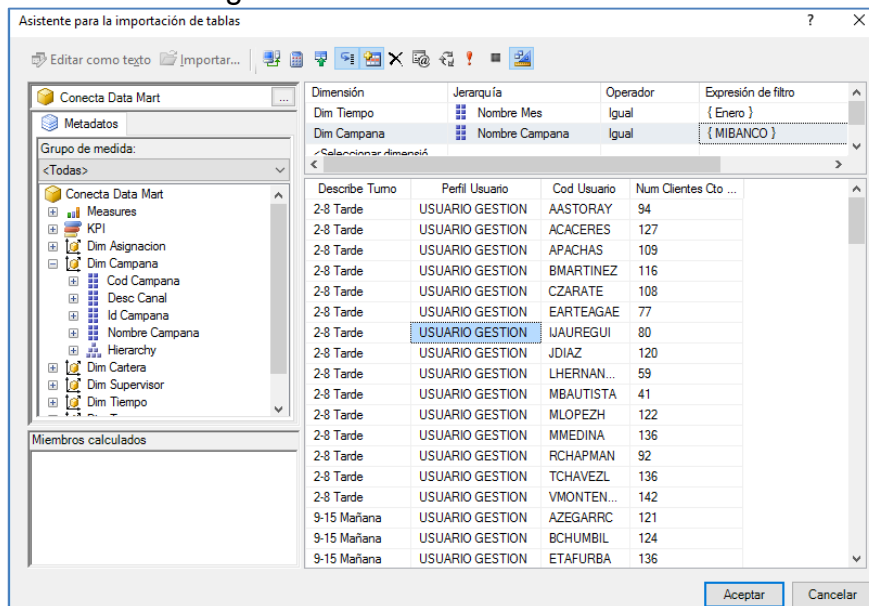 Asistente para la importación de tablas ? X
Editar como texto Importar...
Conecta Data Mart ...
Metadatos
Grupo de medida:
<Todas>
Conecta Data Mart
Measures
KPI
Dim Asignacion
Dim Campana
Cod Campana
Desc Canal
Id Campana
Nombre Campana
Hierarchy
Dim Cartera
Dim Supervisor
Dim Tiempo
Miembros calculados
Dimensión Jerarquía Operador Expresión de filtro
Dim Tiempo Nombre Mes Igual { Enero }
Dim Campana Nombre Campana Igual { MIBANCO }
<Seleccionar dimensió
Describe Turno Perfil Usuario Cod Usuario Num Clientes Cto ...
2-8 Tarde USUARIO GESTION AASTORAY 94
2-8 Tarde USUARIO GESTION ACACERES 127
2-8 Tarde USUARIO GESTION APACHAS 109
2-8 Tarde USUARIO GESTION BMARTINEZ 116
2-8 Tarde USUARIO GESTION CZARATE 108
2-8 Tarde USUARIO GESTION EARTEAGAE 77
2-8 Tarde USUARIO GESTION IJAUREGUI 80
2-8 Tarde USUARIO GESTION JDIAZ 120
2-8 Tarde USUARIO GESTION LHERNAN... 59
2-8 Tarde USUARIO GESTION MBAUTISTA 41
2-8 Tarde USUARIO GESTION MLOPEZH 122
2-8 Tarde USUARIO GESTION MMEDINA 136
2-8 Tarde USUARIO GESTION RCHAPMAN 92
2-8 Tarde USUARIO GESTION TCHAVEZL 136
2-8 Tarde USUARIO GESTION VMONTEN... 142
9-15 Mañana USUARIO GESTION AZEGARRC 121
9-15 Mañana USUARIO GESTION BCHUMBIL 124
9-15 Mañana USUARIO GESTION ETAFURBA 136
Aceptar Cancelar